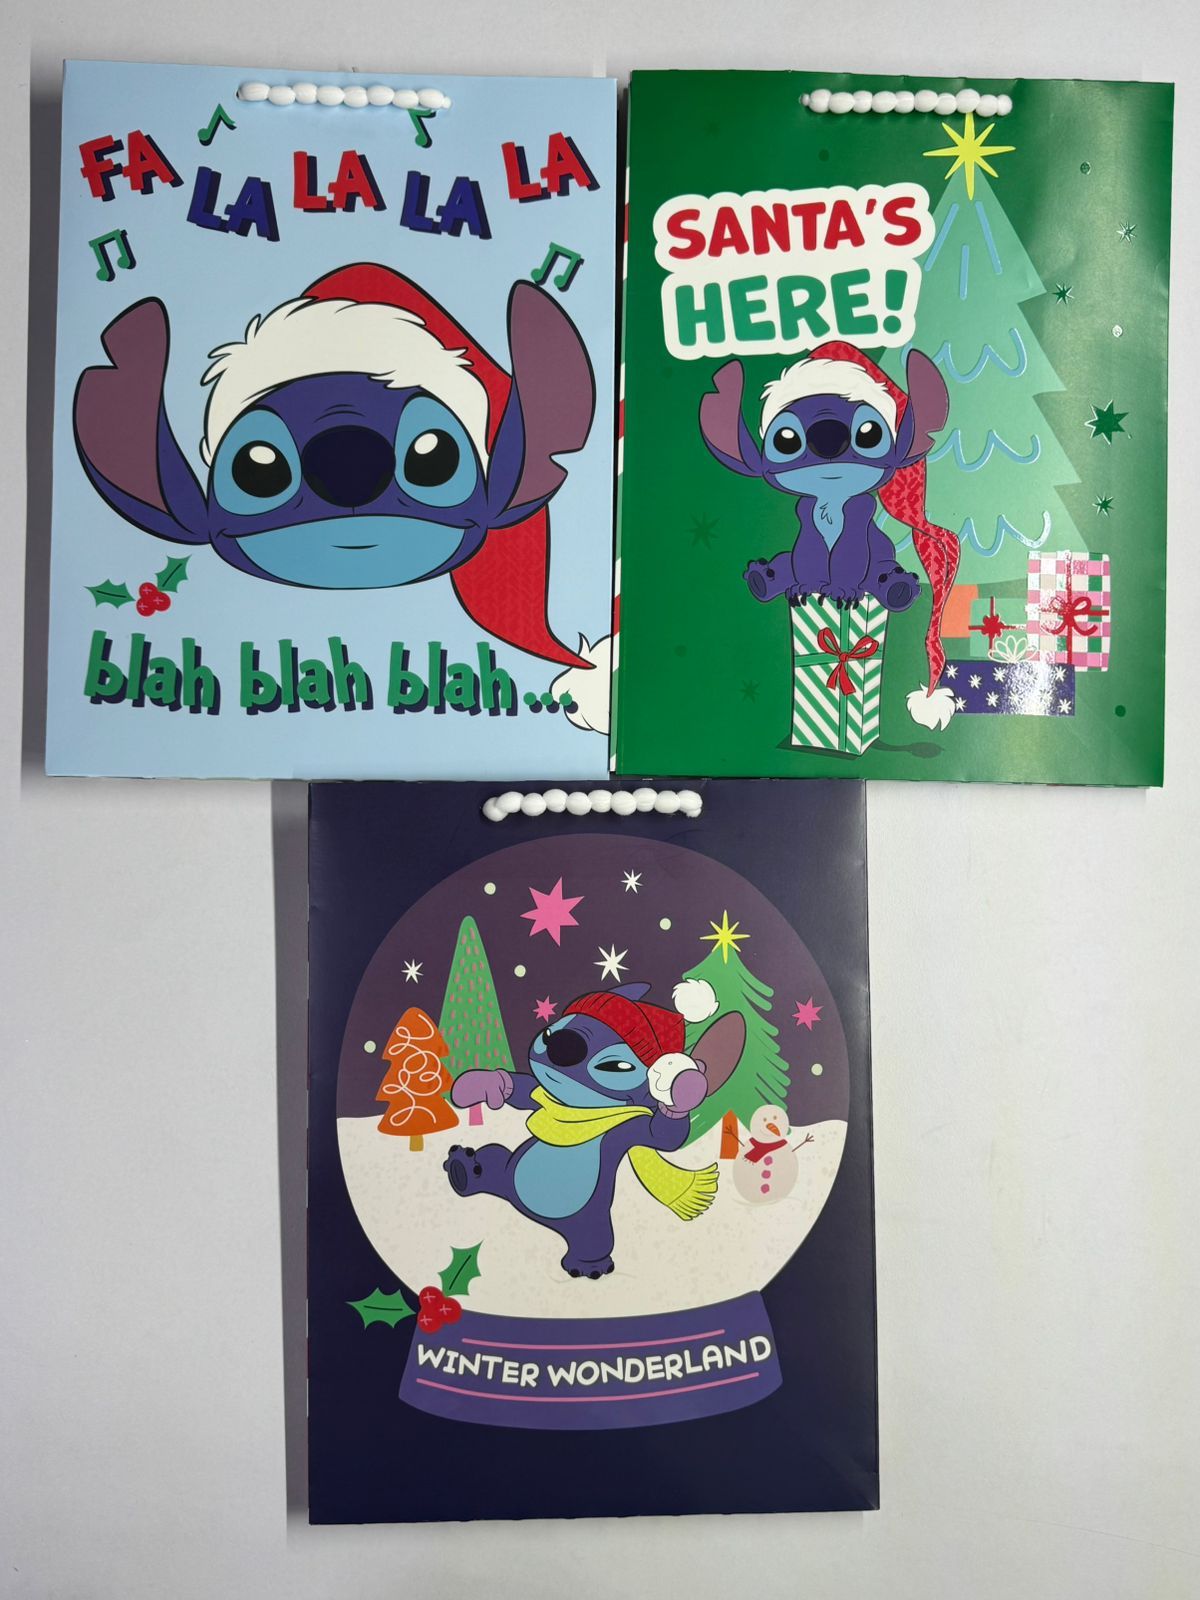 FA LA LA LA LA
blah blah blah...
SANTA'S
HERE!
WINTER WONDERLAND